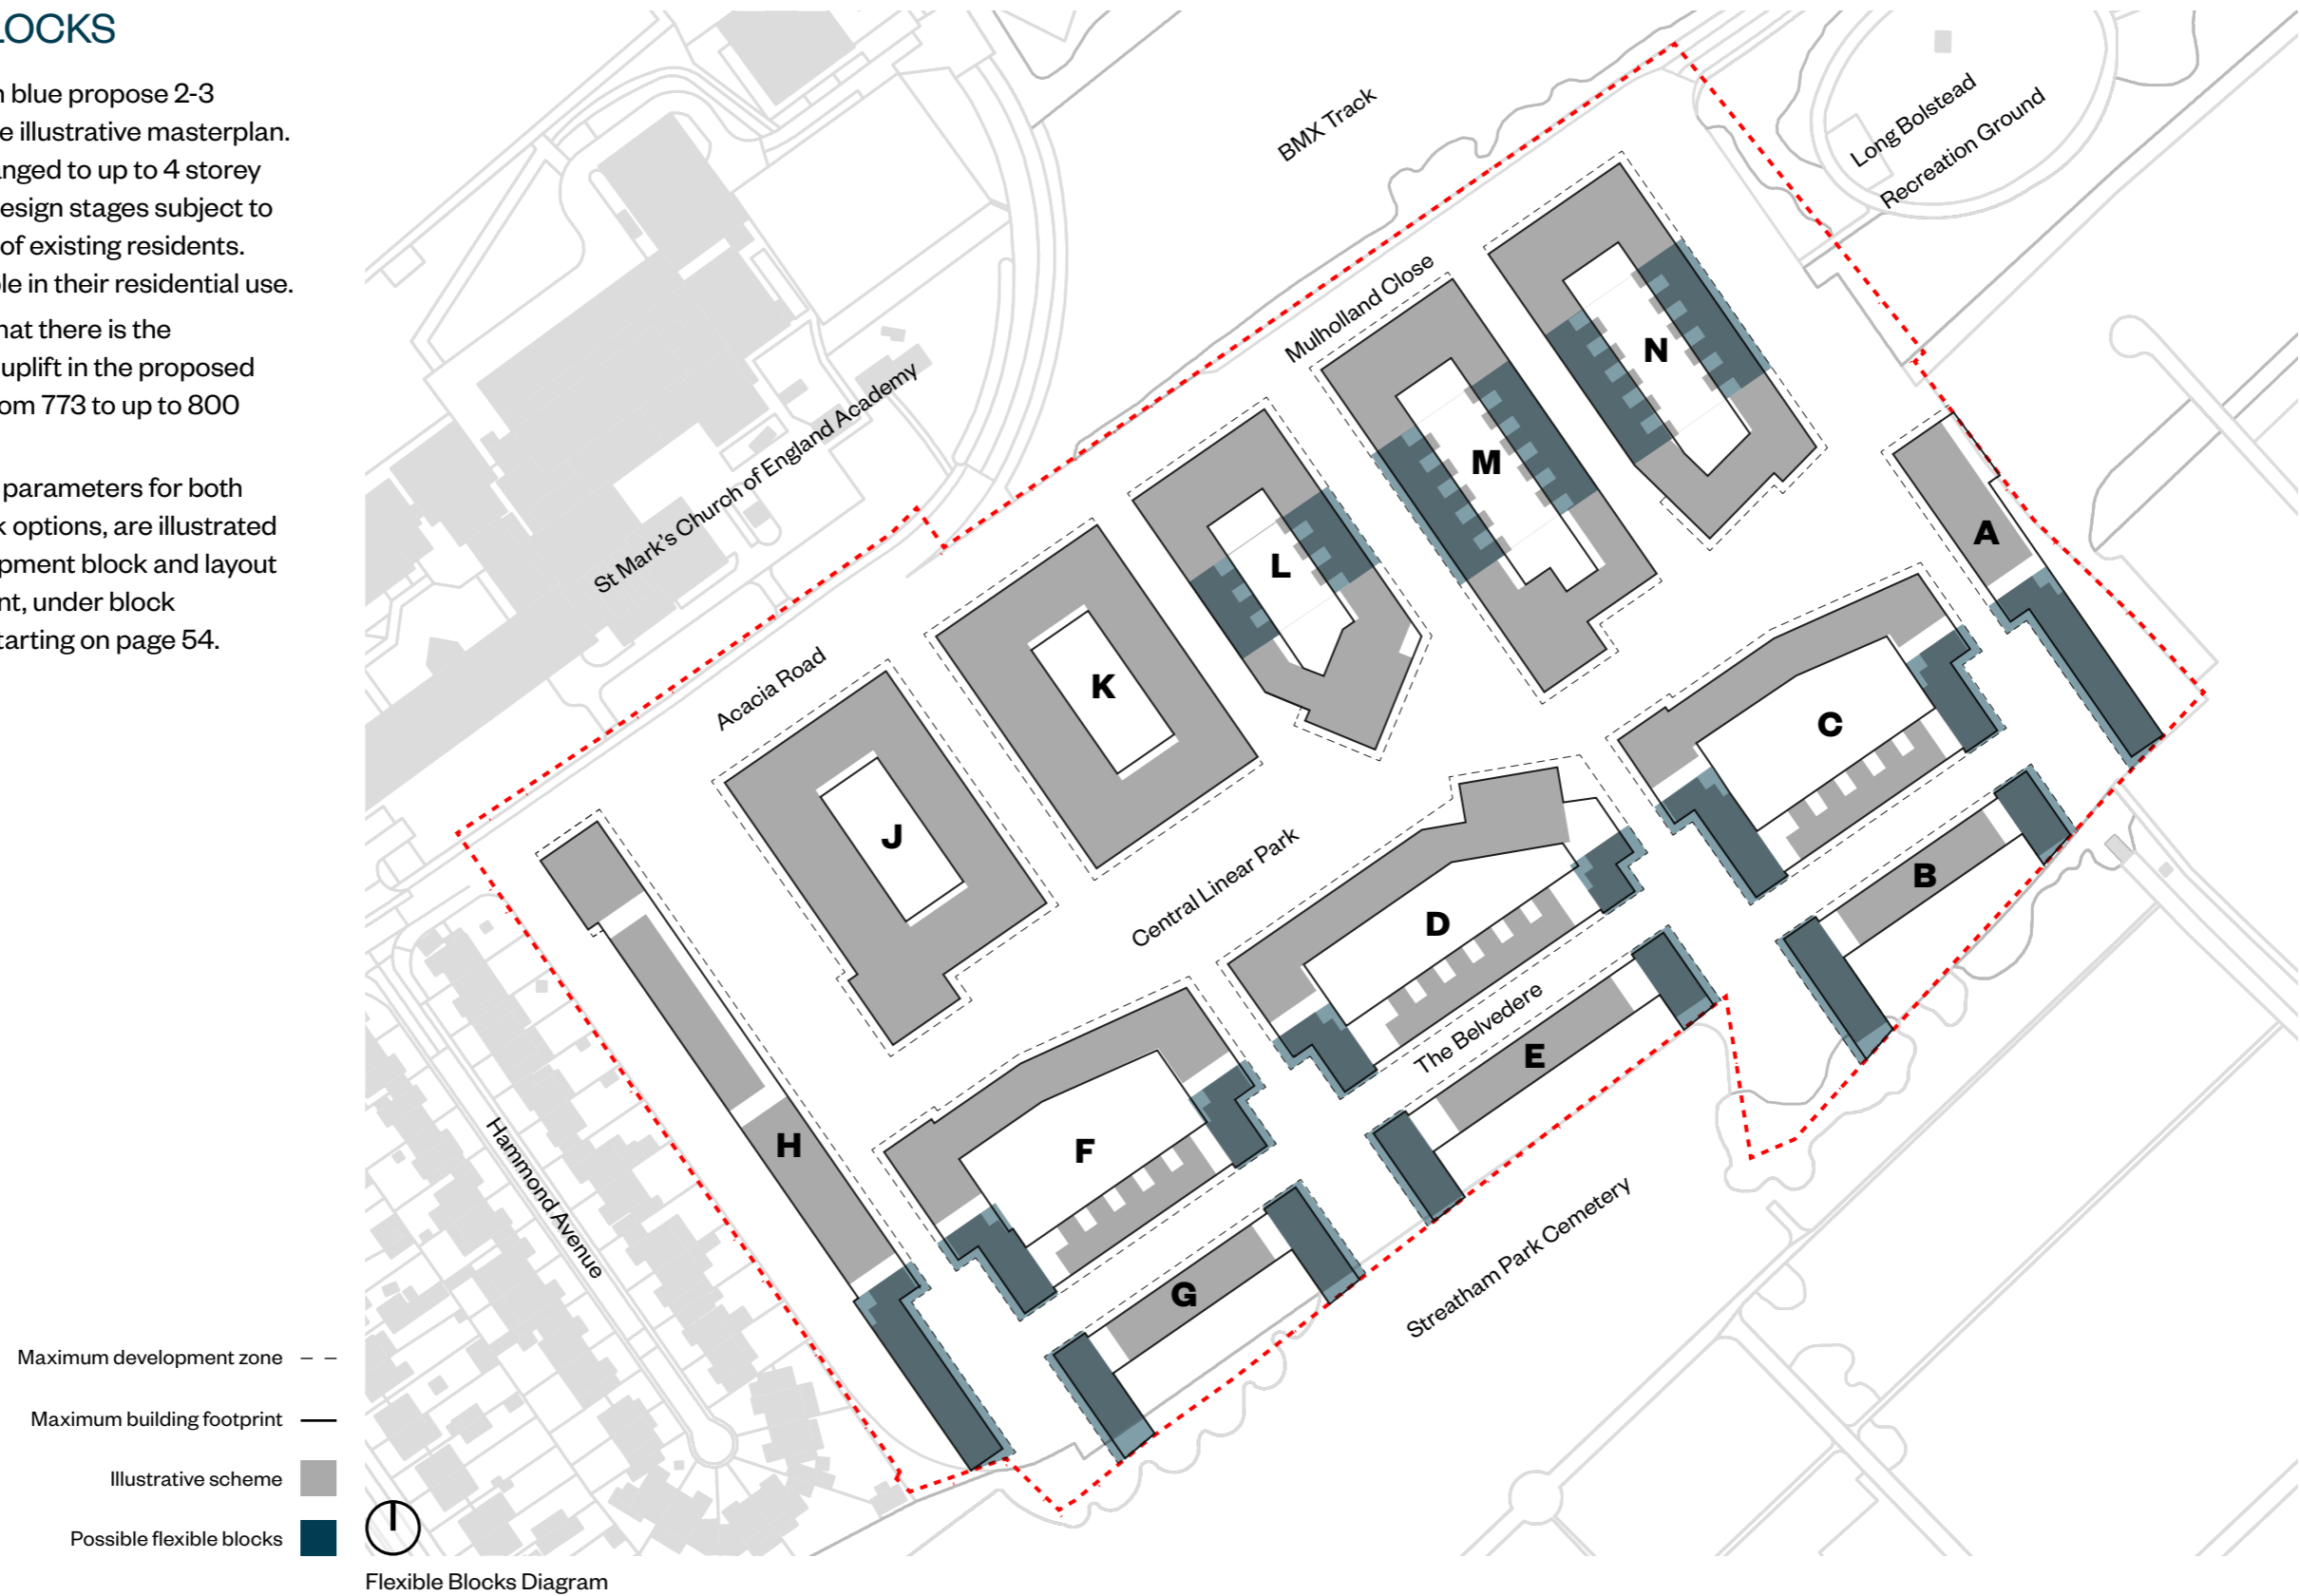 LOCKS
n blue propose 2-3
e illustrative masterplan.
anged to up to 4 storey
esign stages subject to
of existing residents.
le in their residential use.
hat there is the
uplift in the proposed
om 773 to up to 800
parameters for both
k options, are illustrated
pment block and layout
nt, under block
tarting on page 54.
BMX Track
Long Bolstead
Recreation Ground
Mulholland Close
St Mark's Church of England Academy
Acacia Road
Central Linear Park
The Belvedere
Hammond Avenue
Streatham Park Cemetery
N
M
A
L
K
C
J
B
D
E
H
F
G
Maximum development zone
Maximum building footprint
Illustrative scheme
Possible flexible blocks
Flexible Blocks Diagram